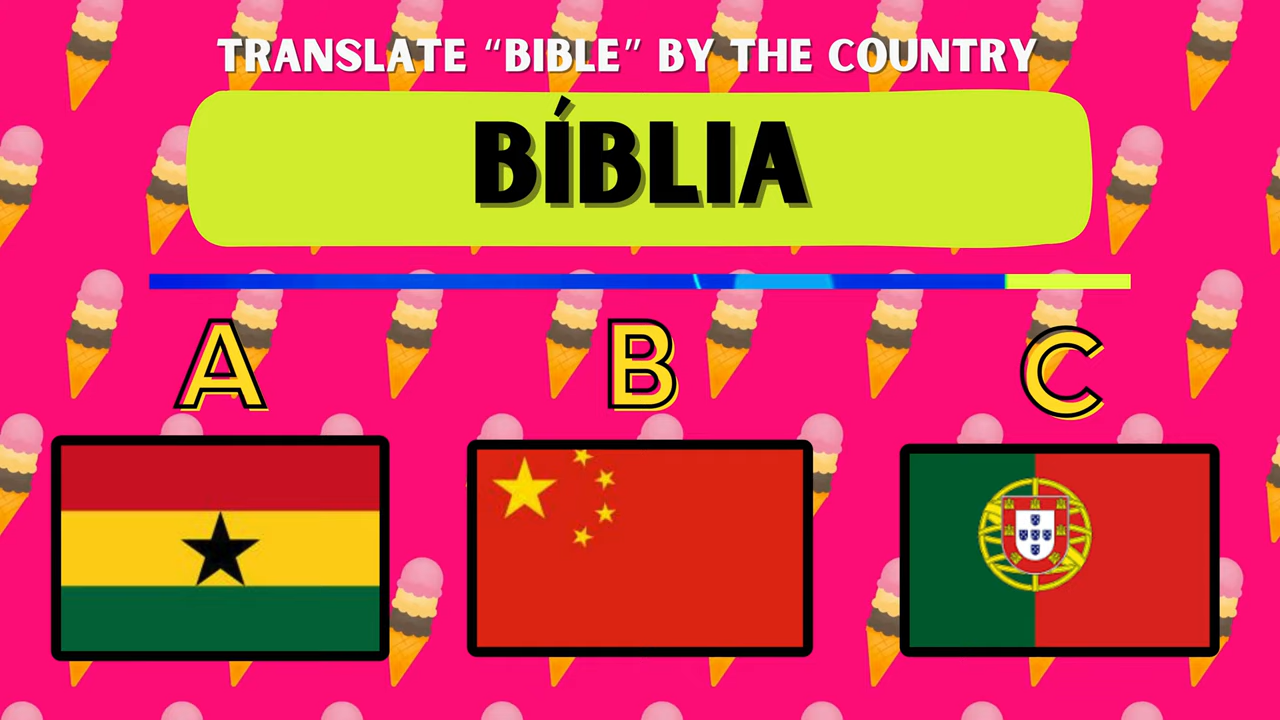 TRANSLATE “BIBLE” BY THE COUNTRY
BÍBLIA
A B C